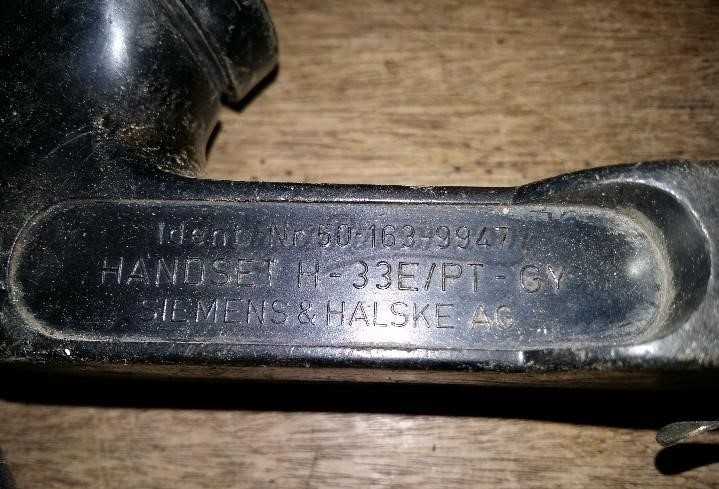 Ident. Nr. 50-163-9947
HANDSET H-33E/PT-GY
SIEMENS & HALSKE AG